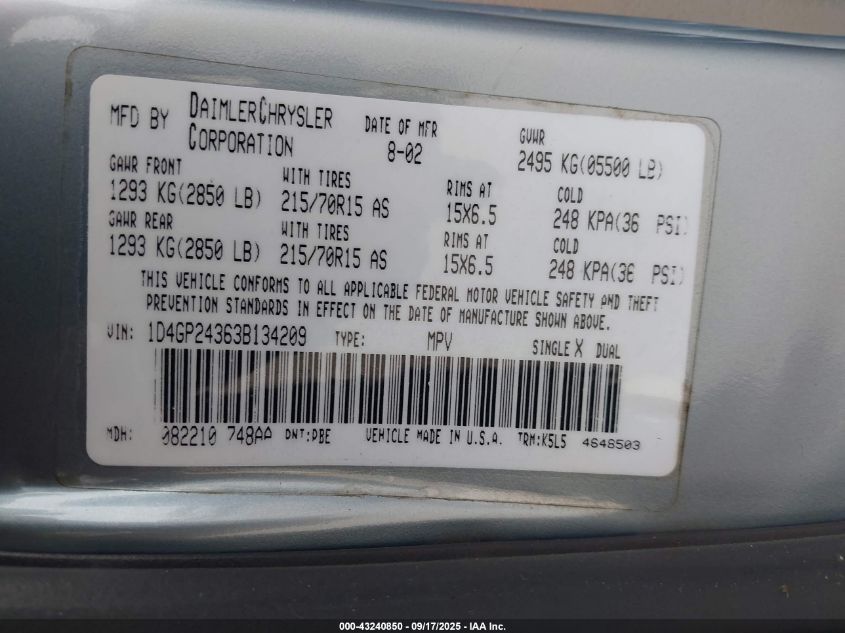 MFD BY DAIMLERCHRYSLER CORPORATION DATE OF MFR 8-02 GVWR 2495 KG(05500 LB)
GAWR FRONT WITH TIRES RIMS AT COLD
1293 KG(2850 LB) 215/70R15 AS 15X6.5 248 KPA(36 PSI)
GAWR REAR WITH TIRES RIMS AT COLD
1293 KG(2850 LB) 215/70R15 AS 15X6.5 248 KPA(36 PSI)
THIS VEHICLE CONFORMS TO ALL APPLICABLE FEDERAL MOTOR VEHICLE SAFETY AND THEFT
PREVENTION STANDARDS IN EFFECT ON THE DATE OF MANUFACTURE SHOWN ABOVE.
VIN: 1D4GP24363B134209 TYPE: MPV SINGLE X DUAL
MDH: 082210 748AA PNT:PBE VEHICLE MADE IN U.S.A. TRM:K5L5 4648503
000-43240850 - 09/17/2025 - IAA Inc.